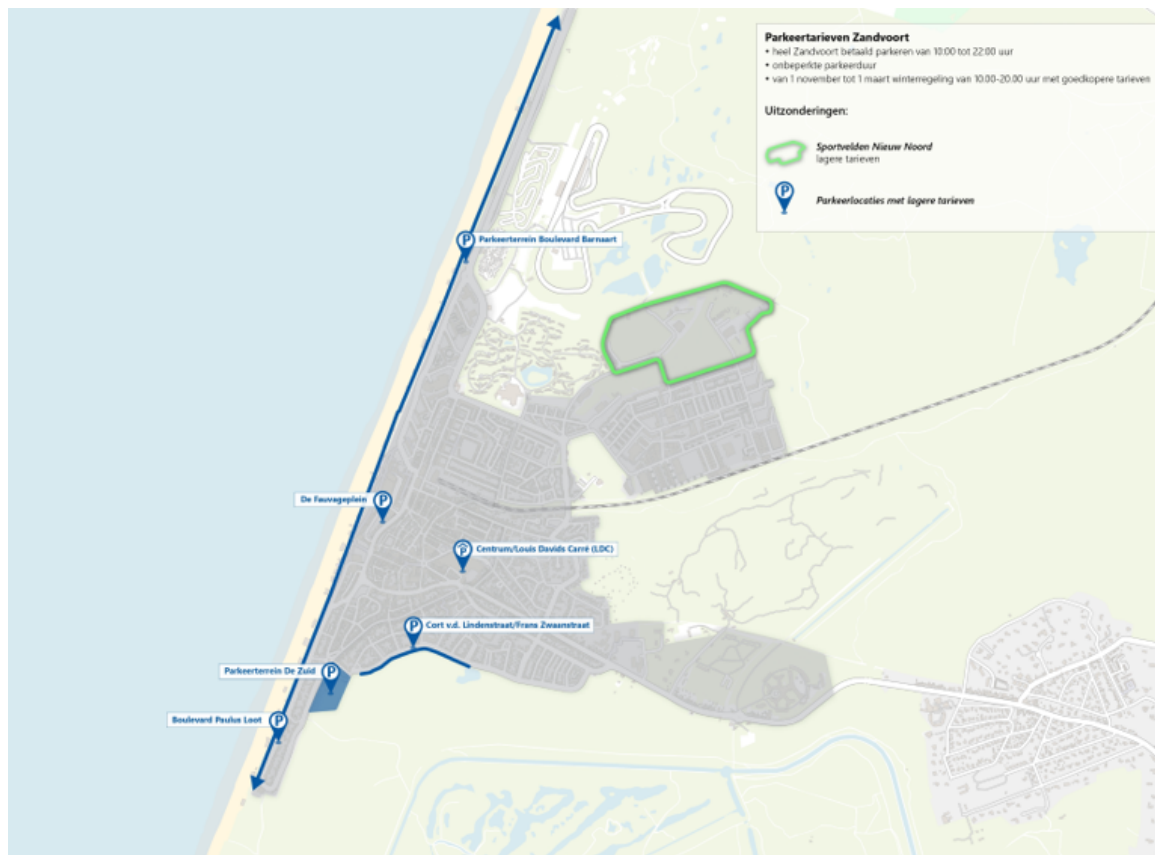 Parkeertarieven Zandvoort
• heel Zandvoort betaald parkeren van 10:00 tot 22:00 uur
• onbeperkte parkeerduur
• van 1 november tot 1 maart winterregeling van 10.00-20.00 uur met goedkopere tarieven
Uitzonderingen:
Sportvelden Nieuw Noord
lagere tarieven
P
Parkeerlocaties met lagere tarieven
P
Parkeerterrein Boulevard Barnaart
De Fauvageplein
P
P
Centrum/Louis Davids Carré (LDC)
P
Cort v.d. Lindenstraat/Frans Zwaanstraat
Parkeerterrein De Zuid
P
Boulevard Paulus Loot
P